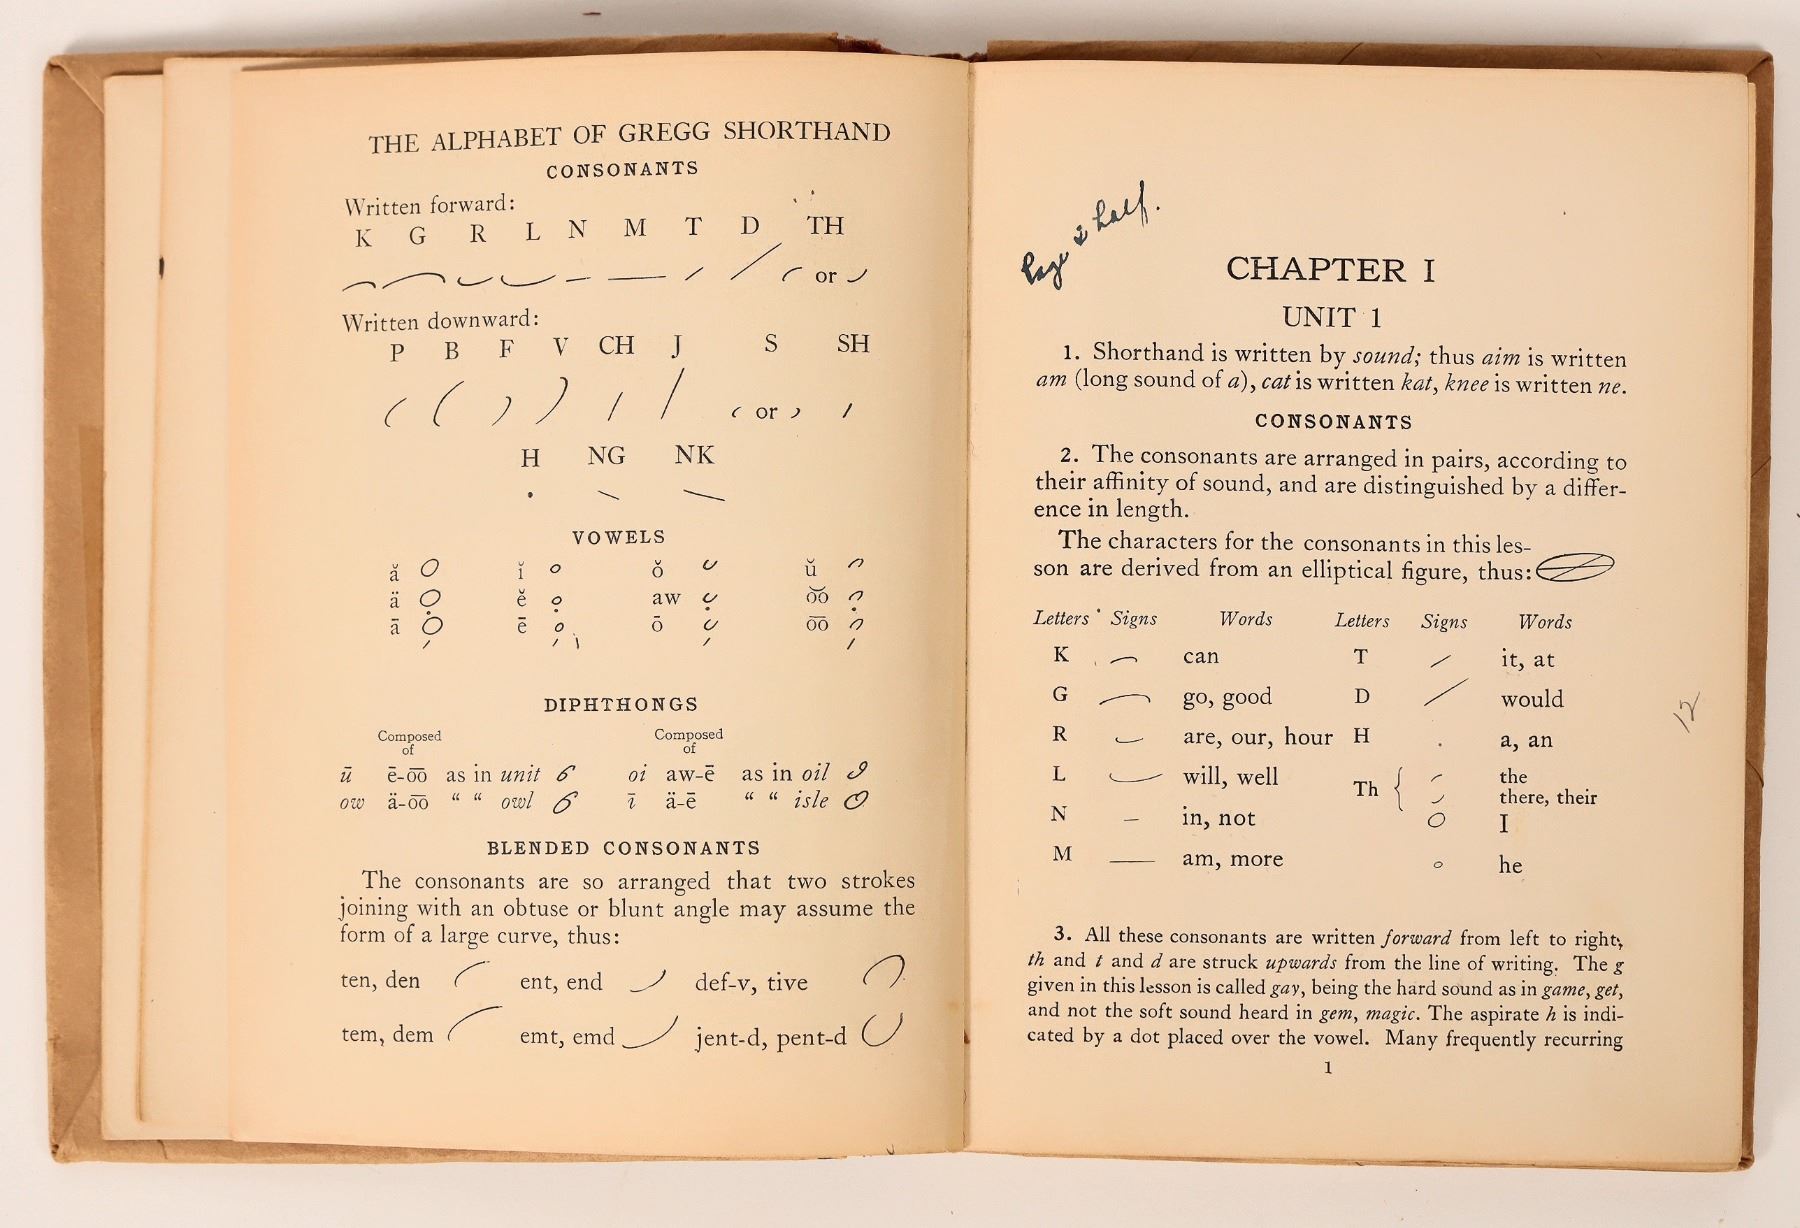 THE ALPHABET OF GREGG SHORTHAND
CONSONANTS
Written forward:
K G R L N M T D TH
or
Written downward:
P B F V CH J S SH
or
H NG NK
VOWELS
ă ĭ ŏ ŭ
ä ĕ aw o͝o
ā ē ō o͞o
DIPHTHONGS
Composed of Composed of
ū ē-o͞o as in unit oi aw-ē as in oil
ow ä-o͞o “ “ owl ī ä-ē “ “ isle
BLENDED CONSONANTS
The consonants are so arranged that two strokes
joining with an obtuse or blunt angle may assume the
form of a large curve, thus:
ten, den ent, end def-v, tive
tem, dem emt, emd jent-d, pent-d
Page 2 half.
CHAPTER I
UNIT 1
1. Shorthand is written by sound; thus aim is written
am (long sound of a), cat is written kat, knee is written ne.
CONSONANTS
2. The consonants are arranged in pairs, according to
their affinity of sound, and are distinguished by a differ-
ence in length.
The characters for the consonants in this les-
son are derived from an elliptical figure, thus:
Letters Signs Words Letters Signs Words
K can T it, at
G go, good D would
R are, our, hour H a, an
L will, well Th the
there, their
N in, not I
M am, more he
12
3. All these consonants are written forward from left to right;
th and t and d are struck upwards from the line of writing. The g
given in this lesson is called gay, being the hard sound as in game, get,
and not the soft sound heard in gem, magic. The aspirate h is indi-
cated by a dot placed over the vowel. Many frequently recurring
1